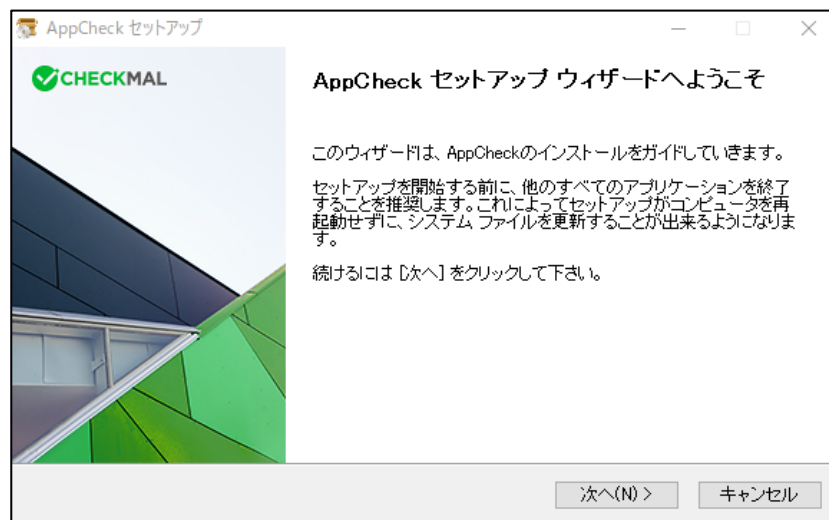 AppCheck セットアップ
CHECKMAL
AppCheck セットアップ ウィザードへようこそ
このウィザードは、AppCheckのインストールをガイドしていきます。
セットアップを開始する前に、他のすべてのアプリケーションを終了
することを推奨します。これによってセットアップがコンピュータを再
起動せずに、システム ファイルを更新することが出来るようになりま
す。
続けるには [次へ] をクリックして下さい。
次へ(N) >
キャンセル